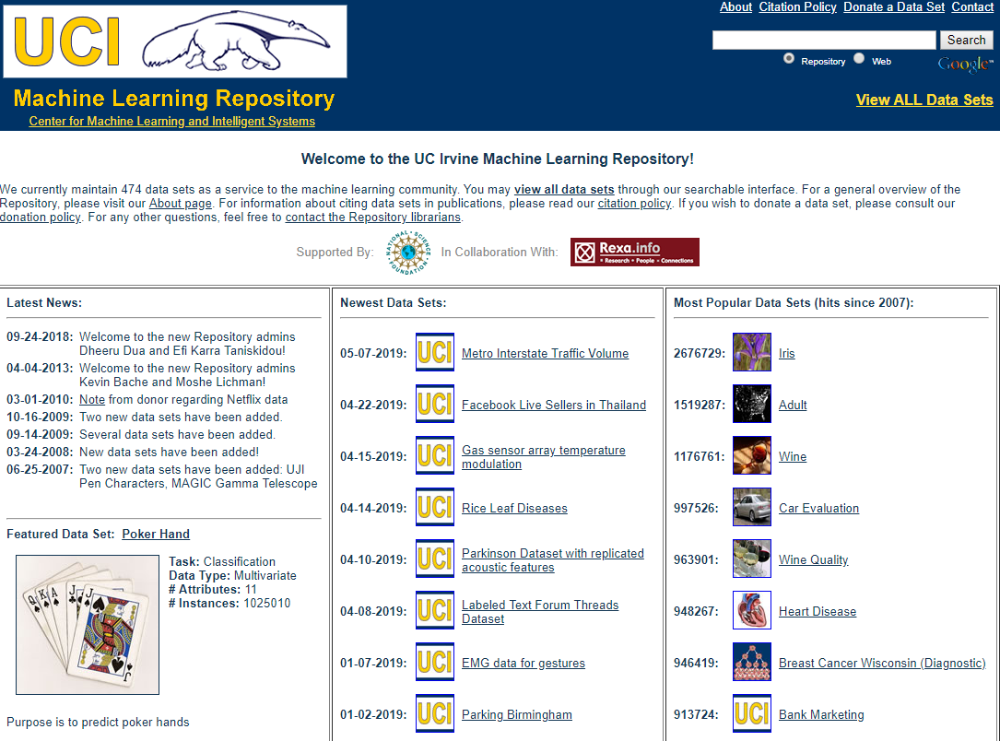 UCI
Machine Learning Repository
Center for Machine Learning and Intelligent Systems
About Citation Policy Donate a Data Set Contact
Search
Repository Web
Google™
View ALL Data Sets
Welcome to the UC Irvine Machine Learning Repository!
We currently maintain 474 data sets as a service to the machine learning community. You may view all data sets through our searchable interface. For a general overview of the
Repository, please visit our About page. For information about citing data sets in publications, please read our citation policy. If you wish to donate a data set, please consult our
donation policy. For any other questions, feel free to contact the Repository librarians.
Supported By:
NATIONAL SCIENCE FOUNDATION
In Collaboration With:
Rexa.info
Research • People • Connections
Latest News:
09-24-2018: Welcome to the new Repository admins
Dheeru Dua and Efi Karra Taniskidou!
04-04-2013: Welcome to the new Repository admins
Kevin Bache and Moshe Lichman!
03-01-2010: Note from donor regarding Netflix data
10-16-2009: Two new data sets have been added.
09-14-2009: Several data sets have been added.
03-24-2008: New data sets have been added!
06-25-2007: Two new data sets have been added: UJI
Pen Characters, MAGIC Gamma Telescope
Featured Data Set: Poker Hand
Q K A J J
J
Task: Classification
Data Type: Multivariate
# Attributes: 11
# Instances: 1025010
Purpose is to predict poker hands
Newest Data Sets:
05-07-2019: UCI Metro Interstate Traffic Volume
04-22-2019: UCI Facebook Live Sellers in Thailand
04-15-2019: UCI Gas sensor array temperature
modulation
04-14-2019: UCI Rice Leaf Diseases
04-10-2019: UCI Parkinson Dataset with replicated
acoustic features
04-08-2019: UCI Labeled Text Forum Threads
Dataset
01-07-2019: UCI EMG data for gestures
01-02-2019: UCI Parking Birmingham
Most Popular Data Sets (hits since 2007):
2676729: Iris
1519287: Adult
1176761: Wine
997526: Car Evaluation
963901: Wine Quality
948267: Heart Disease
946419: Breast Cancer Wisconsin (Diagnostic)
913724: UCI Bank Marketing